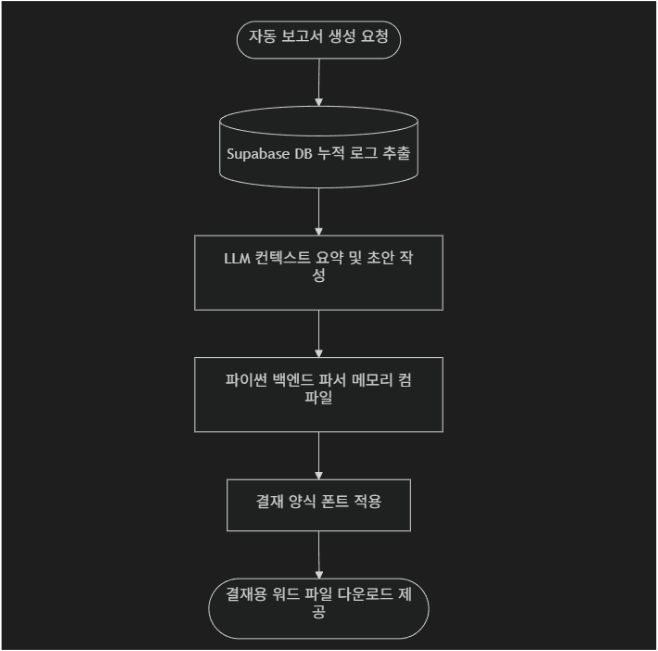 자동 보고서 생성 요청
Supabase DB 누적 로그 추출
LLM 컨텍스트 요약 및 초안 작
성
파이썬 백엔드 파서 메모리 컴
파일
결재 양식 폰트 적용
결재용 워드 파일 다운로드 제
공